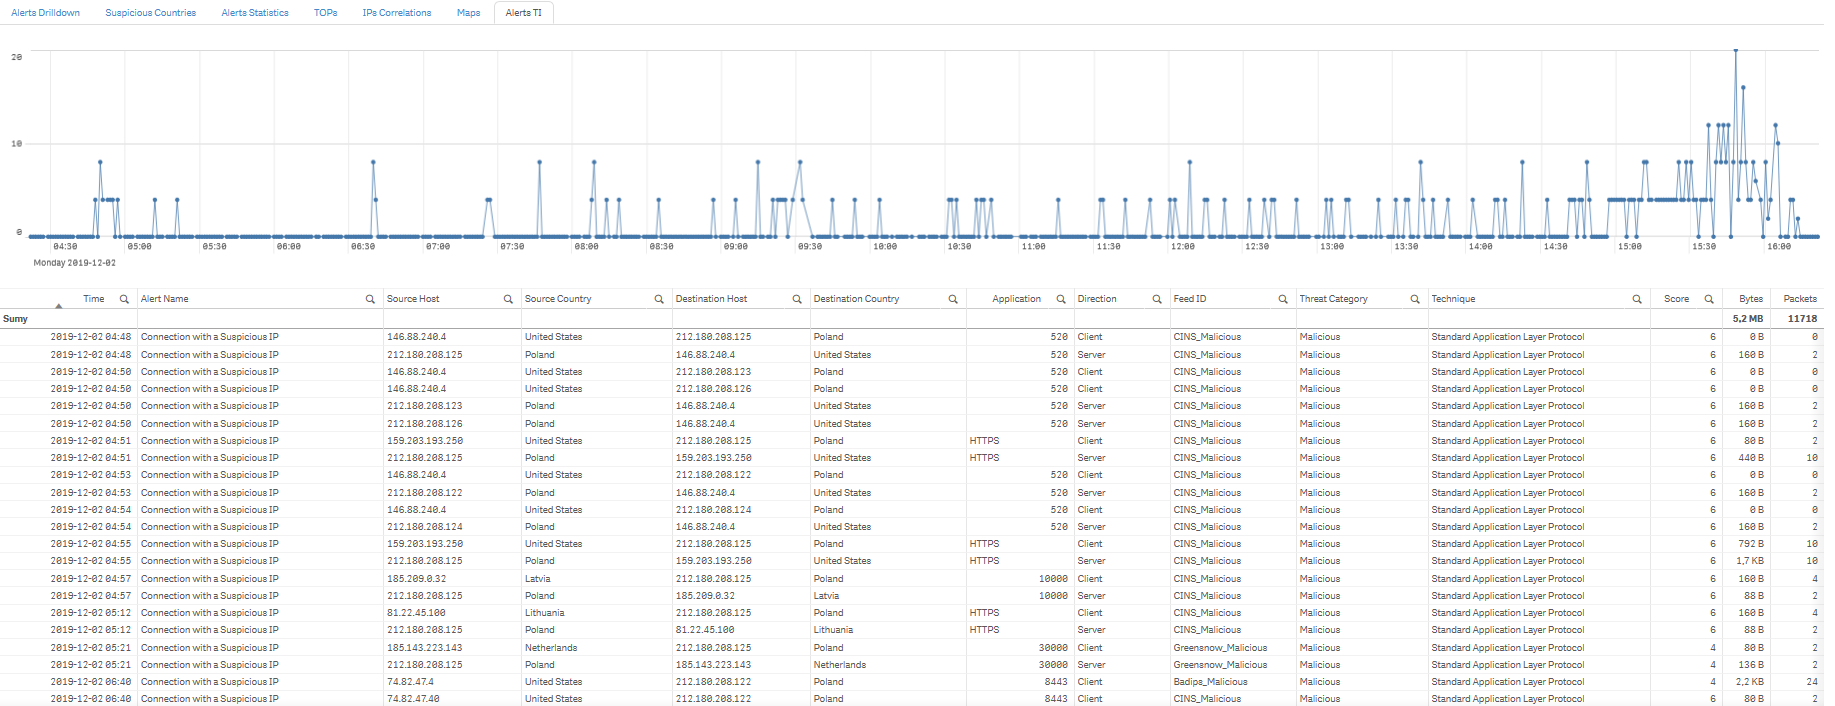 Alerts Drilldown Suspicious Countries Alerts Statistics TOPs IPs Correlations Maps Alerts TI
20
10
0
04:30 05:00 05:30 06:00 06:30 07:00 07:30 08:00 08:30 09:00 09:30 10:00 10:30 11:00 11:30 12:00 12:30 13:00 13:30 14:00 14:30 15:00 15:30 16:00
Monday 2019-12-02
Time Alert Name Source Host Source Country Destination Host Destination Country Application Direction Feed ID Threat Category Technique Score Bytes Packets
Sumy 5,2 MB 11718
2019-12-02 04:48 Connection with a Suspicious IP 146.88.240.4 United States 212.180.208.125 Poland 520 Client CINS_Malicious Malicious Standard Application Layer Protocol 6 0 B 0
2019-12-02 04:48 Connection with a Suspicious IP 212.180.208.125 Poland 146.88.240.4 United States 520 Server CINS_Malicious Malicious Standard Application Layer Protocol 6 160 B 2
2019-12-02 04:50 Connection with a Suspicious IP 146.88.240.4 United States 212.180.208.123 Poland 520 Client CINS_Malicious Malicious Standard Application Layer Protocol 6 0 B 0
2019-12-02 04:50 Connection with a Suspicious IP 146.88.240.4 United States 212.180.208.126 Poland 520 Client CINS_Malicious Malicious Standard Application Layer Protocol 6 0 B 0
2019-12-02 04:50 Connection with a Suspicious IP 212.180.208.123 Poland 146.88.240.4 United States 520 Server CINS_Malicious Malicious Standard Application Layer Protocol 6 160 B 2
2019-12-02 04:50 Connection with a Suspicious IP 212.180.208.126 Poland 146.88.240.4 United States 520 Server CINS_Malicious Malicious Standard Application Layer Protocol 6 160 B 2
2019-12-02 04:51 Connection with a Suspicious IP 159.203.193.250 United States 212.180.208.125 Poland HTTPS Client CINS_Malicious Malicious Standard Application Layer Protocol 6 80 B 2
2019-12-02 04:51 Connection with a Suspicious IP 212.180.208.125 Poland 159.203.193.250 United States HTTPS Server CINS_Malicious Malicious Standard Application Layer Protocol 6 440 B 10
2019-12-02 04:53 Connection with a Suspicious IP 146.88.240.4 United States 212.180.208.122 Poland 520 Client CINS_Malicious Malicious Standard Application Layer Protocol 6 0 B 0
2019-12-02 04:53 Connection with a Suspicious IP 212.180.208.122 Poland 146.88.240.4 United States 520 Server CINS_Malicious Malicious Standard Application Layer Protocol 6 160 B 2
2019-12-02 04:54 Connection with a Suspicious IP 146.88.240.4 United States 212.180.208.124 Poland 520 Client CINS_Malicious Malicious Standard Application Layer Protocol 6 0 B 0
2019-12-02 04:54 Connection with a Suspicious IP 212.180.208.124 Poland 146.88.240.4 United States 520 Server CINS_Malicious Malicious Standard Application Layer Protocol 6 160 B 2
2019-12-02 04:55 Connection with a Suspicious IP 159.203.193.250 United States 212.180.208.125 Poland HTTPS Client CINS_Malicious Malicious Standard Application Layer Protocol 6 792 B 10
2019-12-02 04:55 Connection with a Suspicious IP 212.180.208.125 Poland 159.203.193.250 United States HTTPS Server CINS_Malicious Malicious Standard Application Layer Protocol 6 1,7 KB 10
2019-12-02 04:57 Connection with a Suspicious IP 185.209.0.32 Latvia 212.180.208.125 Poland 10000 Client CINS_Malicious Malicious Standard Application Layer Protocol 6 160 B 4
2019-12-02 04:57 Connection with a Suspicious IP 212.180.208.125 Poland 185.209.0.32 Latvia 10000 Server CINS_Malicious Malicious Standard Application Layer Protocol 6 88 B 2
2019-12-02 05:12 Connection with a Suspicious IP 81.22.45.100 Lithuania 212.180.208.125 Poland HTTPS Client CINS_Malicious Malicious Standard Application Layer Protocol 6 160 B 4
2019-12-02 05:12 Connection with a Suspicious IP 212.180.208.125 Poland 81.22.45.100 Lithuania HTTPS Server CINS_Malicious Malicious Standard Application Layer Protocol 6 88 B 2
2019-12-02 05:21 Connection with a Suspicious IP 185.143.223.143 Netherlands 212.180.208.125 Poland 30000 Client Greensnow_Malicious Malicious Standard Application Layer Protocol 4 80 B 2
2019-12-02 05:21 Connection with a Suspicious IP 212.180.208.125 Poland 185.143.223.143 Netherlands 30000 Server Greensnow_Malicious Malicious Standard Application Layer Protocol 4 136 B 2
2019-12-02 06:40 Connection with a Suspicious IP 74.82.47.4 United States 212.180.208.122 Poland 8443 Client Badips_Malicious Malicious Standard Application Layer Protocol 4 2,2 KB 24
2019-12-02 06:40 Connection with a Suspicious IP 74.82.47.40 United States 212.180.208.122 Poland 8443 Client CINS_Malicious Malicious Standard Application Layer Protocol 6 80 B 2